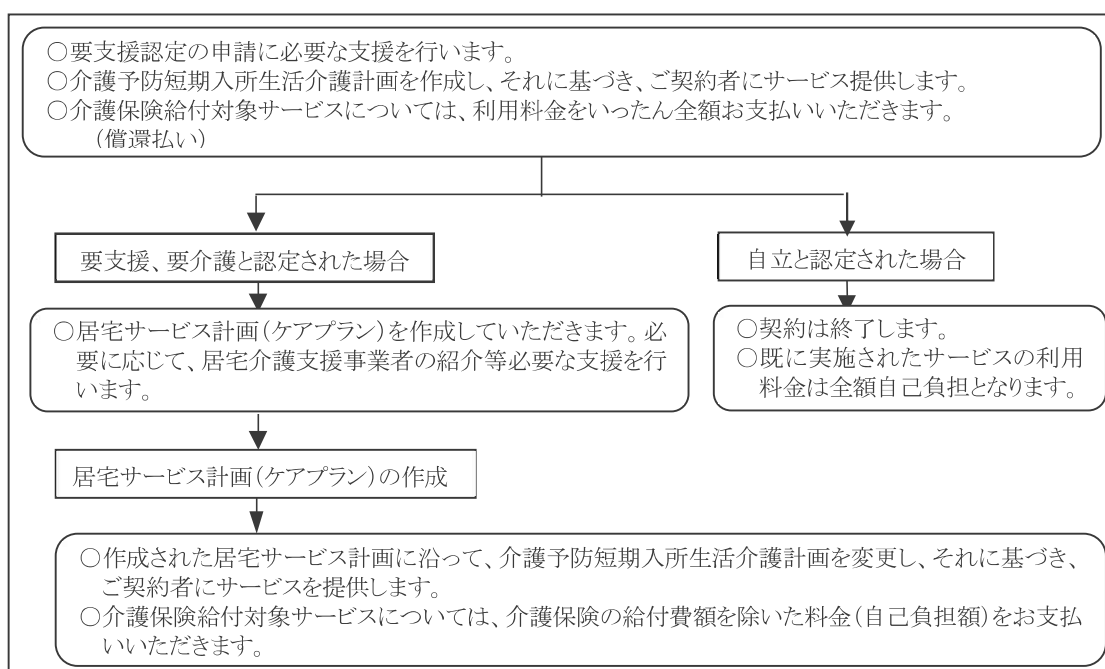 ○要支援認定の申請に必要な支援を行います。
○介護予防短期入所生活介護計画を作成し、それに基づき、ご契約者にサービス提供します。
○介護保険給付対象サービスについては、利用料金をいったん全額お支払いいただきます。
（償還払い）
要支援、要介護と認定された場合
自立と認定された場合
○居宅サービス計画（ケアプラン）を作成していただきます。必
要に応じて、居宅介護支援事業者の紹介等必要な支援を行
います。
○契約は終了します。
○既に実施されたサービスの利用
料金は全額自己負担となります。
居宅サービス計画（ケアプラン）の作成
○作成された居宅サービス計画に沿って、介護予防短期入所生活介護計画を変更し、それに基づき、
ご契約者にサービスを提供します。
○介護保険給付対象サービスについては、介護保険の給付費額を除いた料金（自己負担額）をお支払
いいただきます。